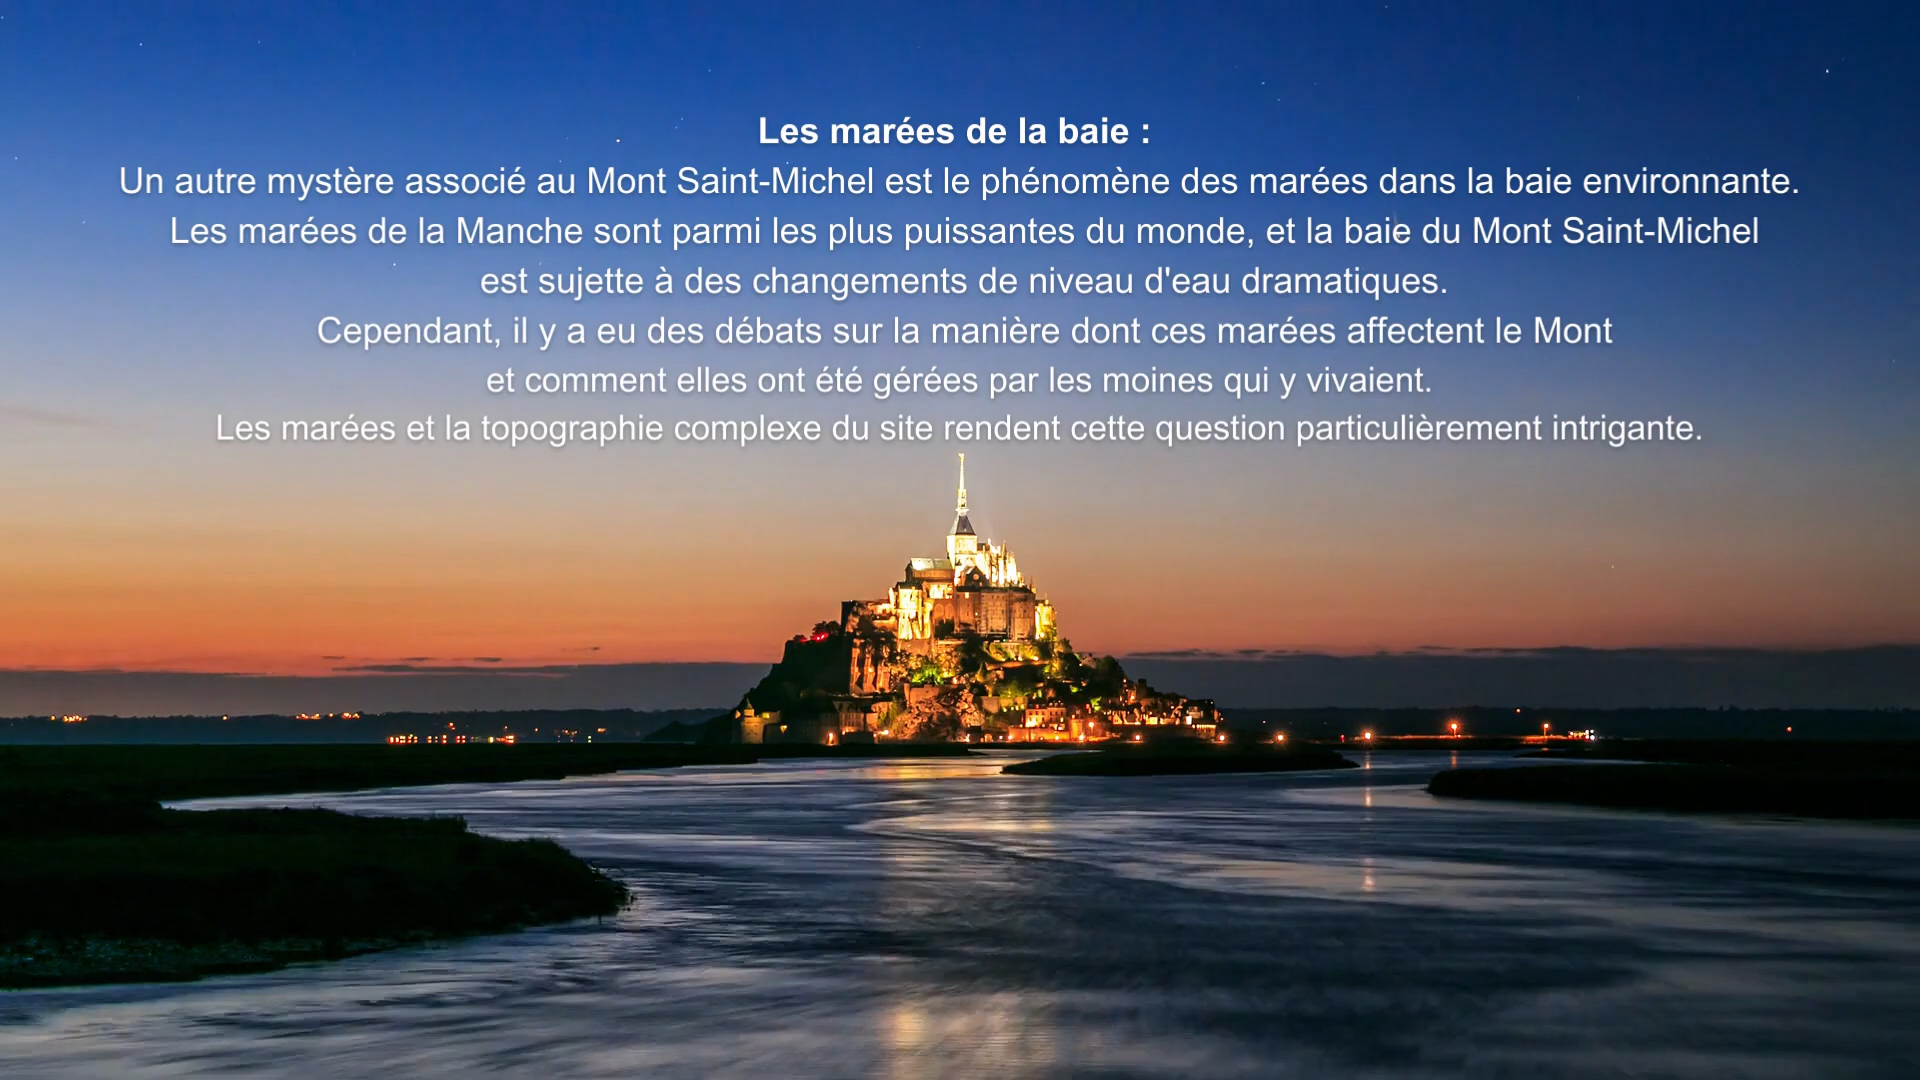 Les marées de la baie :
Un autre mystère associé au Mont Saint-Michel est le phénomène des marées dans la baie environnante.
Les marées de la Manche sont parmi les plus puissantes du monde, et la baie du Mont Saint-Michel
est sujette à des changements de niveau d'eau dramatiques.
Cependant, il y a eu des débats sur la manière dont ces marées affectent le Mont
et comment elles ont été gérées par les moines qui y vivaient.
Les marées et la topographie complexe du site rendent cette question particulièrement intrigante.